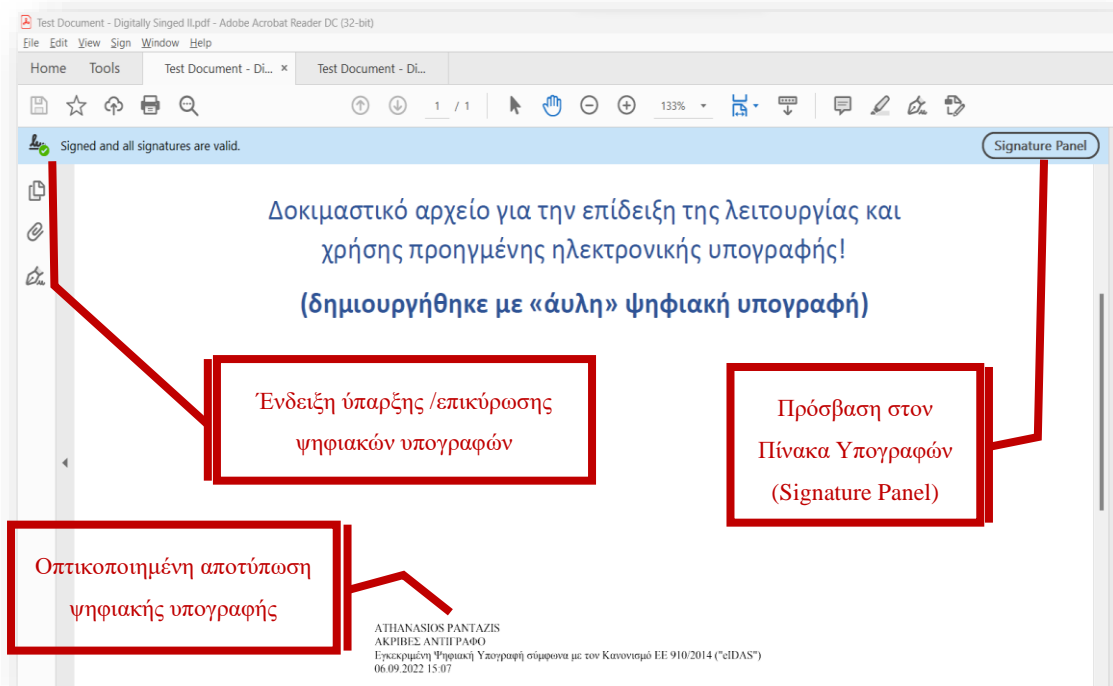 Test Document - Digitally Singed II.pdf - Adobe Acrobat Reader DC (32-bit)
File Edit View Sign Window Help
Home Tools Test Document - Di... × Test Document - Di...
1 / 1 133%
Signed and all signatures are valid. Signature Panel
Δοκιμαστικό αρχείο για την επίδειξη της λειτουργίας και
χρήσης προηγμένης ηλεκτρονικής υπογραφής!
(δημιουργήθηκε με «άυλη» ψηφιακή υπογραφή)
Ένδειξη ύπαρξης /επικύρωσης
ψηφιακών υπογραφών
Πρόσβαση στον
Πίνακα Υπογραφών
(Signature Panel)
Οπτικοποιημένη αποτύπωση
ψηφιακής υπογραφής
ATHANASIOS PANTAZIS
ΑΚΡΙΒΕΣ ΑΝΤΙΓΡΑΦΟ
Εγκεκριμένη Ψηφιακή Υπογραφή σύμφωνα με τον Κανονισμό ΕΕ 910/2014 ("eIDAS")
06.09.2022 15:07